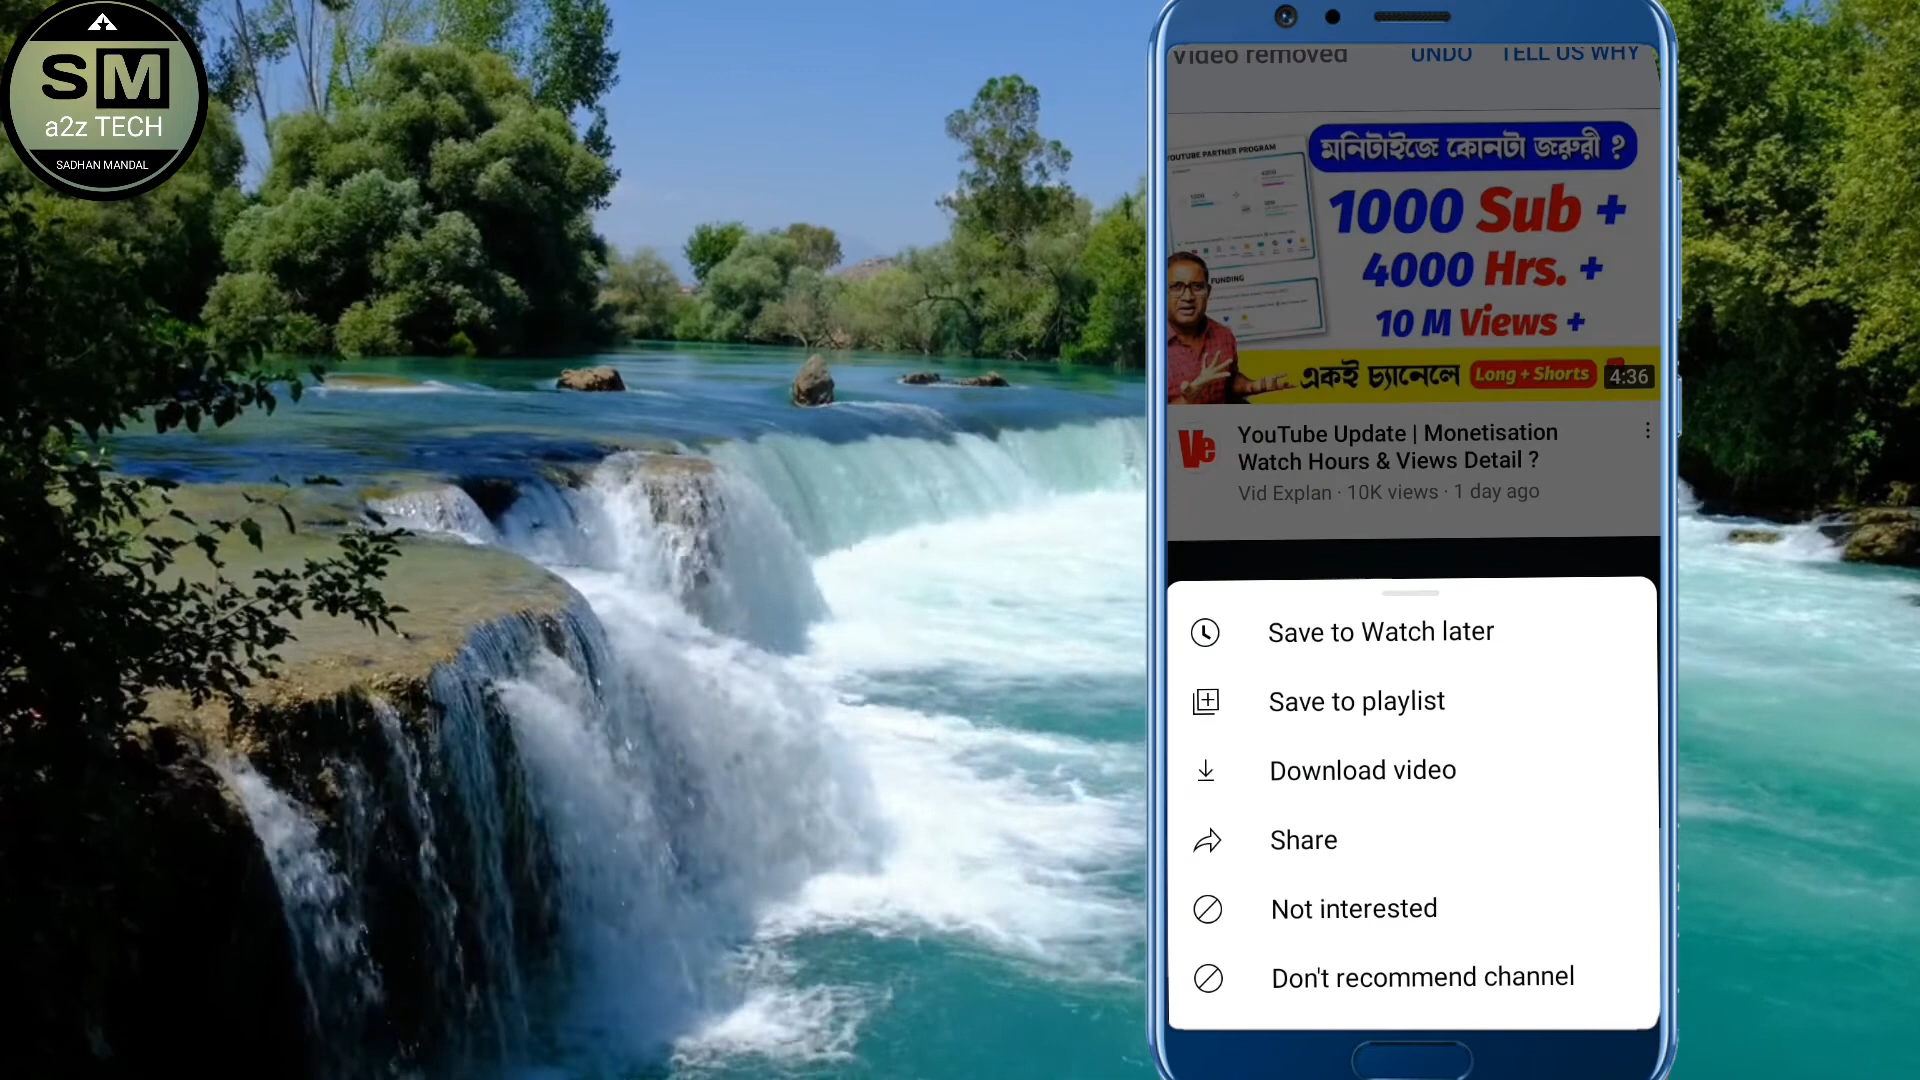 SM
a2z TECH
SADHAN MANDAL
Video removed UNDO TELL US WHY
YOUTUBE PARTNER PROGRAM
FUNDING
মনিটাইজে কোনটা জরুরী ?
1000 Sub +
4000 Hrs. +
10 M Views +
একই চ্যানেলে Long + Shorts 4:36
Ve
YouTube Update | Monetisation
Watch Hours & Views Detail ?
Vid Explan · 10K views · 1 day ago
Save to Watch later
Save to playlist
Download video
Share
Not interested
Don't recommend channel